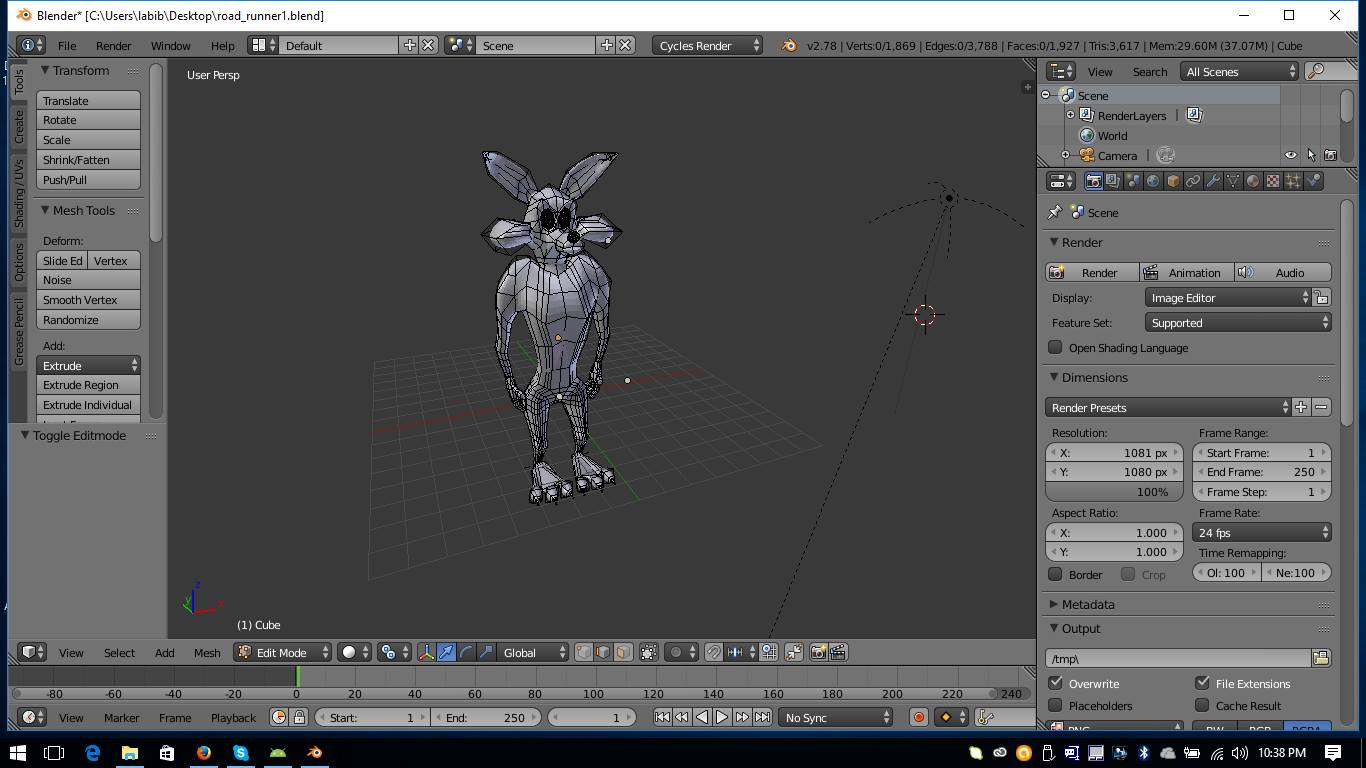 Blender* [C:\Users\labib\Desktop\road_runner1.blend]
File Render Window Help Default Scene Cycles Render v2.78 | Verts:0/1,869 | Edges:0/3,788 | Faces:0/1,927 | Tris:3,617 | Mem:29.60M (37.07M) | Cube
Tools
Create
Shading / UVs
Options
Grease Pencil
Transform
Translate
Rotate
Scale
Shrink/Fatten
Push/Pull
Mesh Tools
Deform:
Slide Ed Vertex
Noise
Smooth Vertex
Randomize
Add:
Extrude
Extrude Region
Extrude Individual
Toggle Editmode
User Persp
z
y
x
(1) Cube
View Select Add Mesh Edit Mode Global
-80 -60 -40 -20 0 20 40 60 80 100 120 140 160 180 200 220 240
View Marker Frame Playback Start: 1 End: 250 1 No Sync
View Search All Scenes
Scene
RenderLayers |
World
Camera |
Scene
Render
Render Animation Audio
Display: Image Editor
Feature Set: Supported
Open Shading Language
Dimensions
Render Presets
Resolution: Frame Range:
X: 1081 px Start Frame: 1
Y: 1080 px End Frame: 250
100% Frame Step: 1
Aspect Ratio: Frame Rate:
X: 1.000 24 fps
Y: 1.000 Time Remapping:
Border Crop Ol: 100 Ne:100
Metadata
Output
/tmp\
Overwrite File Extensions
Placeholders Cache Result
PNG BW RGB RGBA
10:38 PM